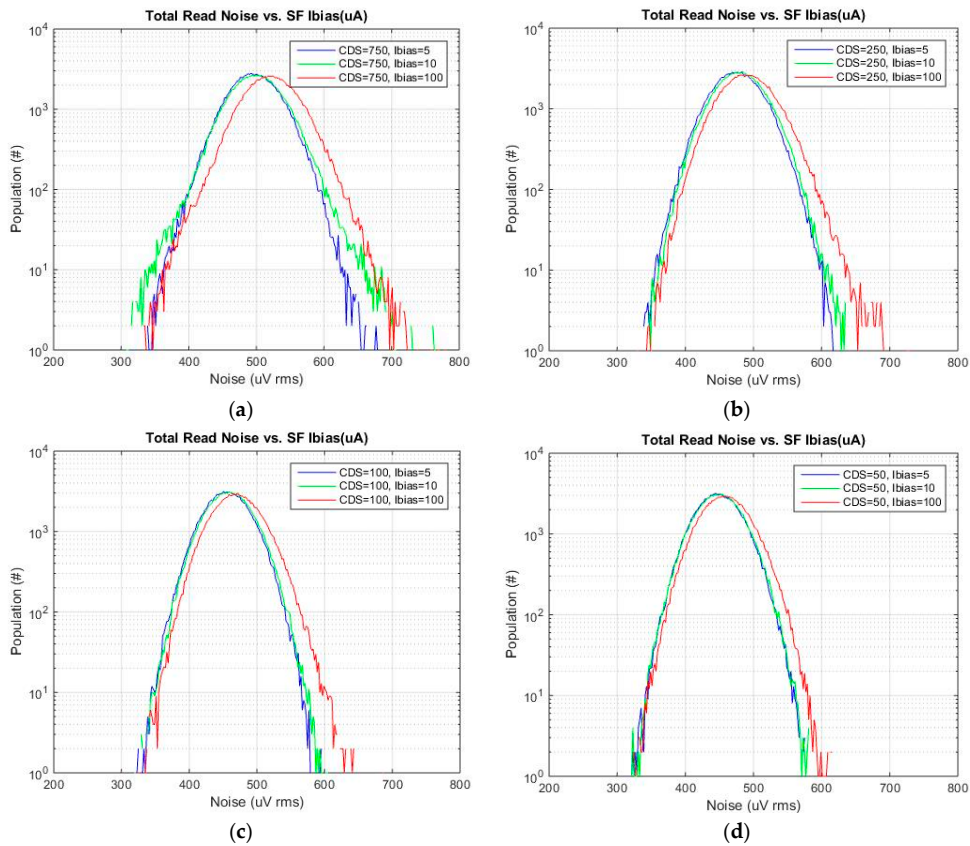 Total Read Noise vs. SF Ibias(uA)
10^4
10^3
10^2
10^1
10^0
Population (#)
CDS=750, Ibias=5
CDS=750, Ibias=10
CDS=750, Ibias=100
200 300 400 500 600 700 800
Noise (uV rms)
(a)
Total Read Noise vs. SF Ibias(uA)
10^4
10^3
10^2
10^1
10^0
Population (#)
CDS=250, Ibias=5
CDS=250, Ibias=10
CDS=250, Ibias=100
200 300 400 500 600 700 800
Noise (uV rms)
(b)
Total Read Noise vs. SF Ibias(uA)
10^4
10^3
10^2
10^1
10^0
Population (#)
CDS=100, Ibias=5
CDS=100, Ibias=10
CDS=100, Ibias=100
200 300 400 500 600 700 800
Noise (uV rms)
(c)
Total Read Noise vs. SF Ibias(uA)
10^4
10^3
10^2
10^1
10^0
Population (#)
CDS=50, Ibias=5
CDS=50, Ibias=10
CDS=50, Ibias=100
200 300 400 500 600 700 800
Noise (uV rms)
(d)